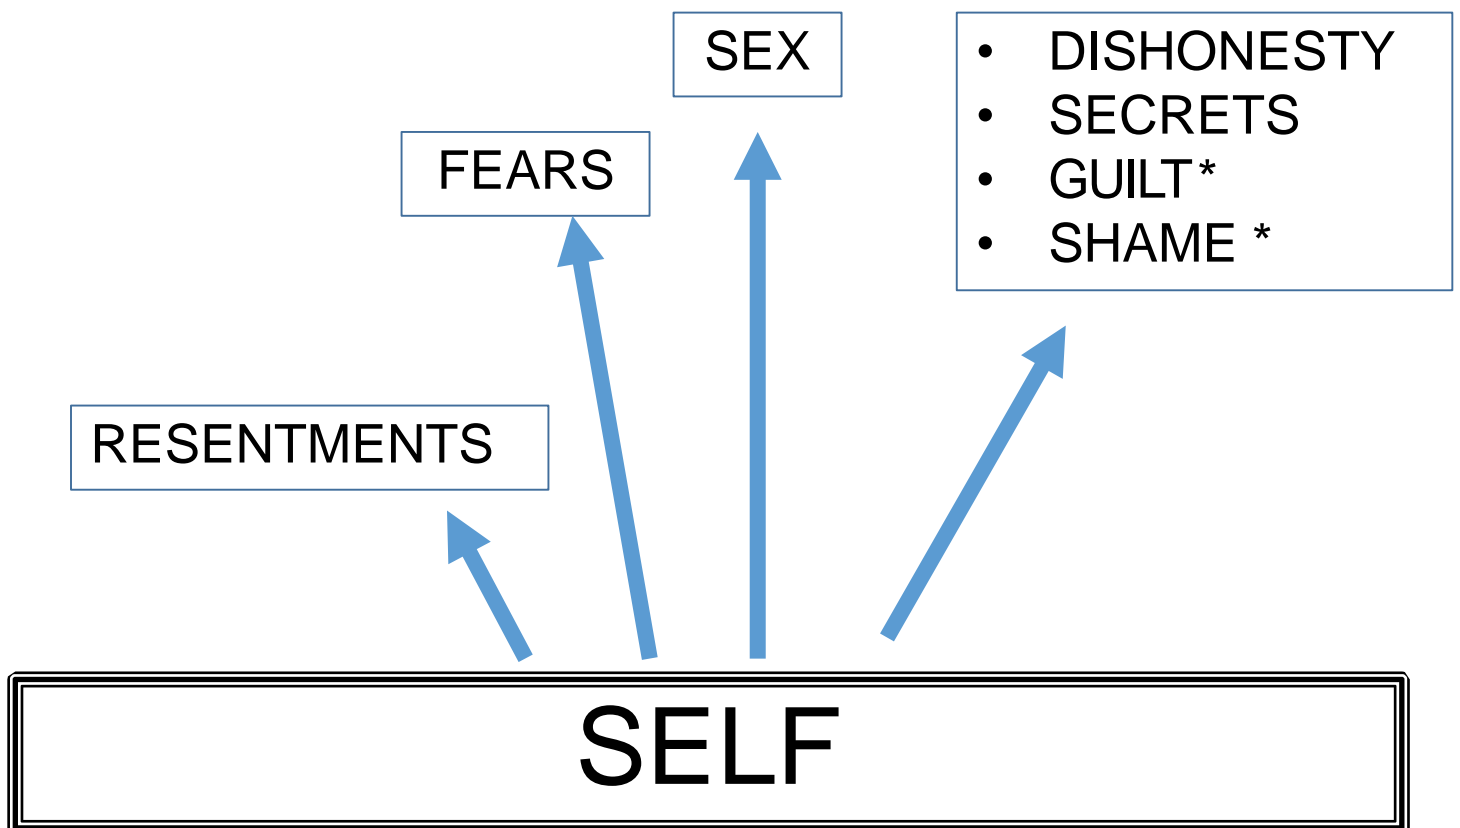 SEX
• DISHONESTY
• SECRETS
• GUILT*
• SHAME *
FEARS
RESENTMENTS
SELF